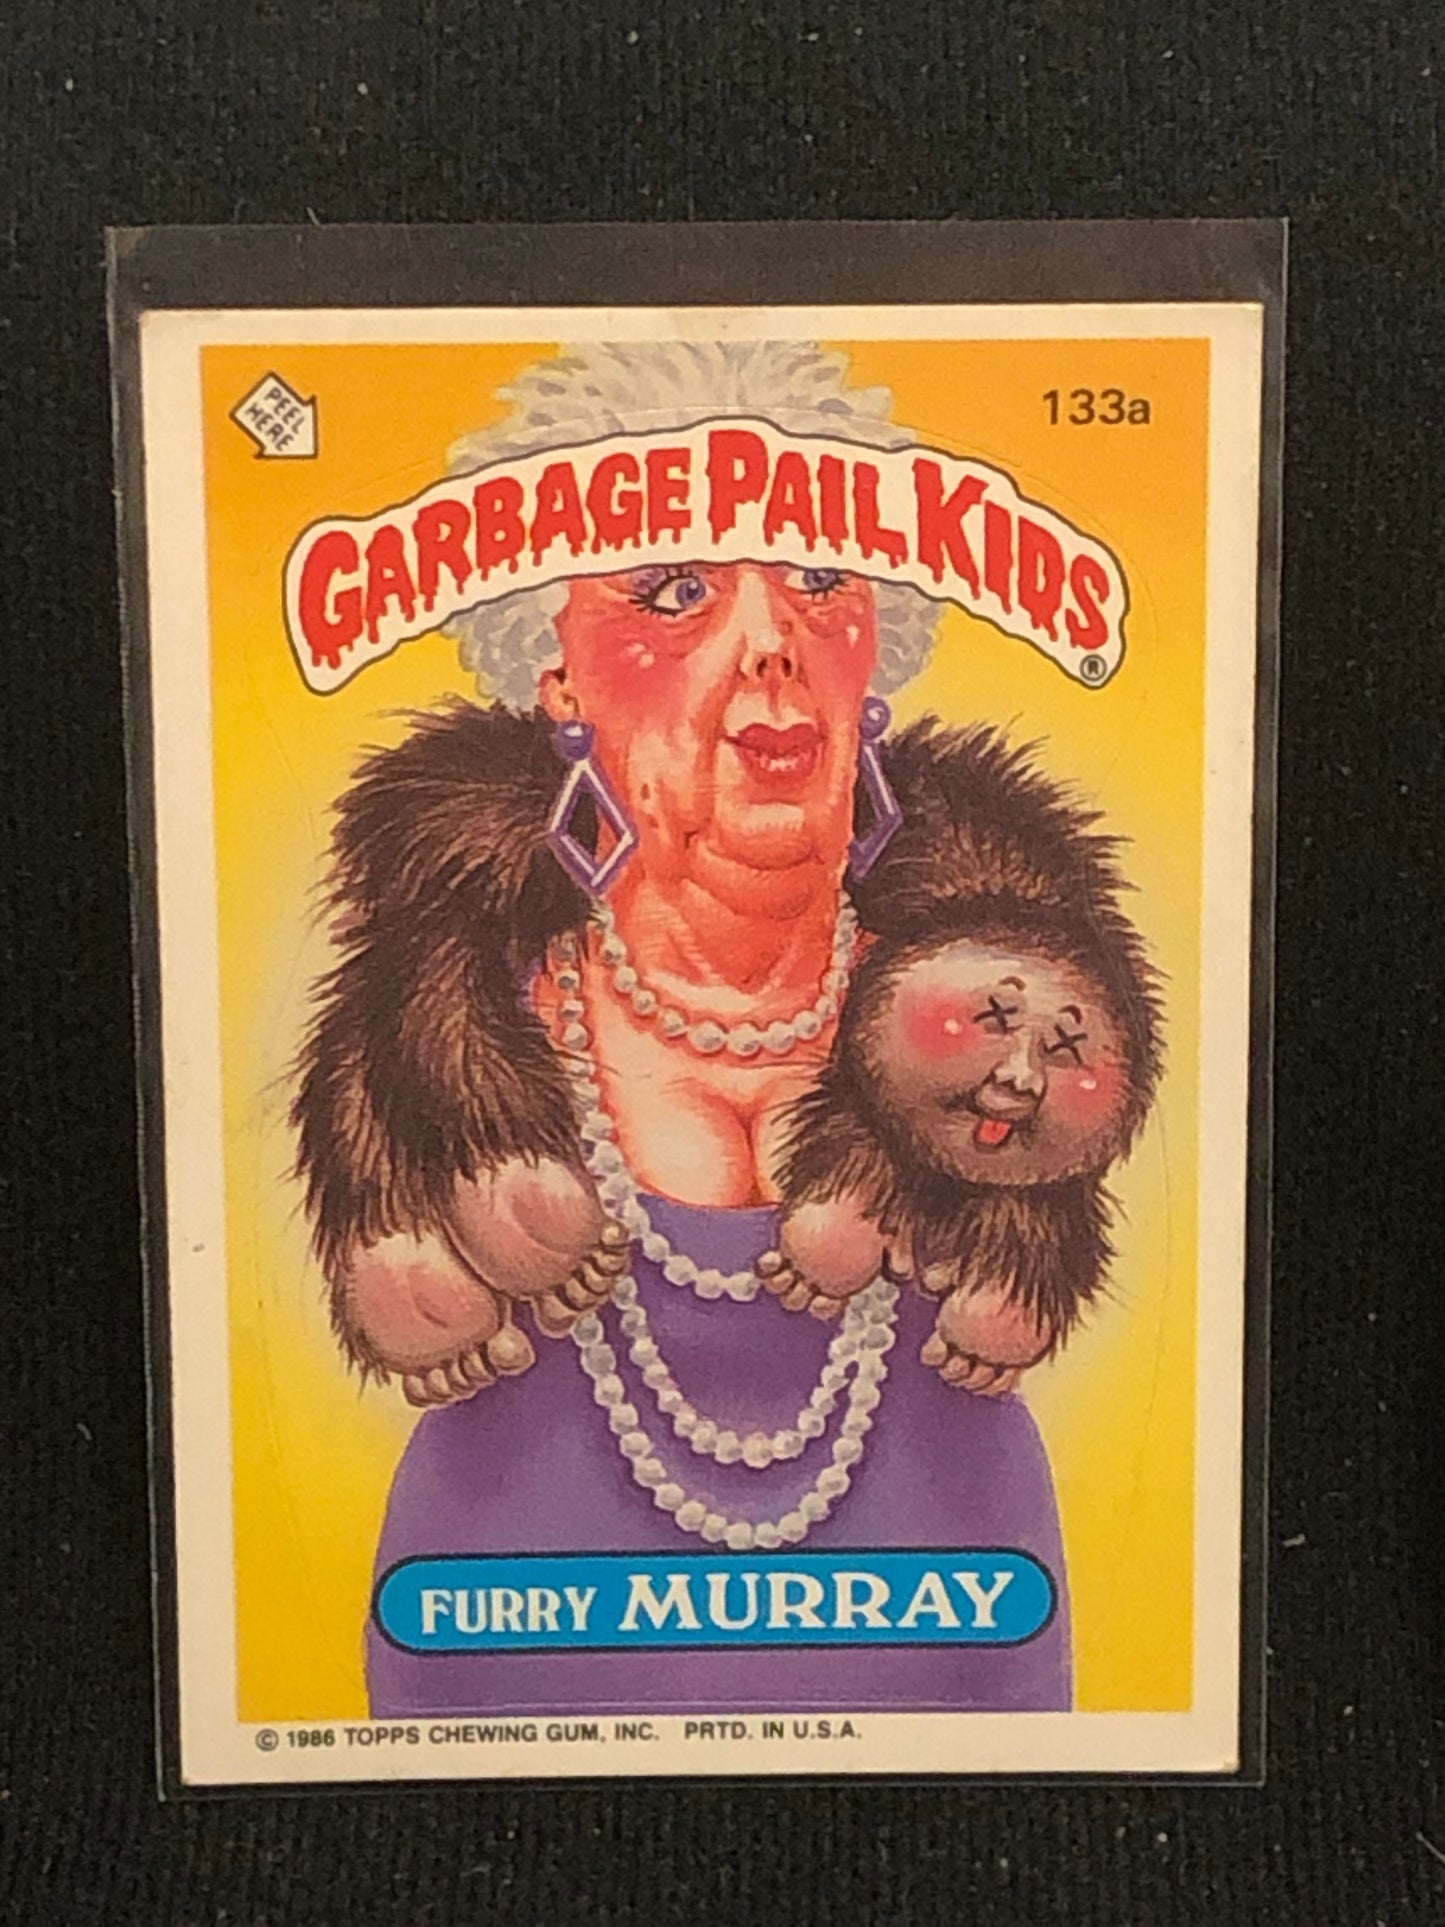 PEEL
HERE
133a
GARBAGE PAIL KIDS
®
FURRY MURRAY
© 1986 TOPPS CHEWING GUM, INC. PRTD. IN U.S.A.